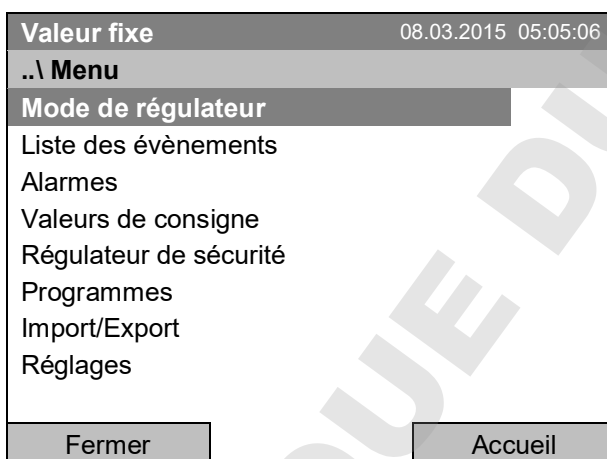 Valeur fixe 08.03.2015 05:05:06
..\ Menu
Mode de régulateur
Liste des évènements
Alarmes
Valeurs de consigne
Régulateur de sécurité
Programmes
Import/Export
Réglages
Fermer Accueil